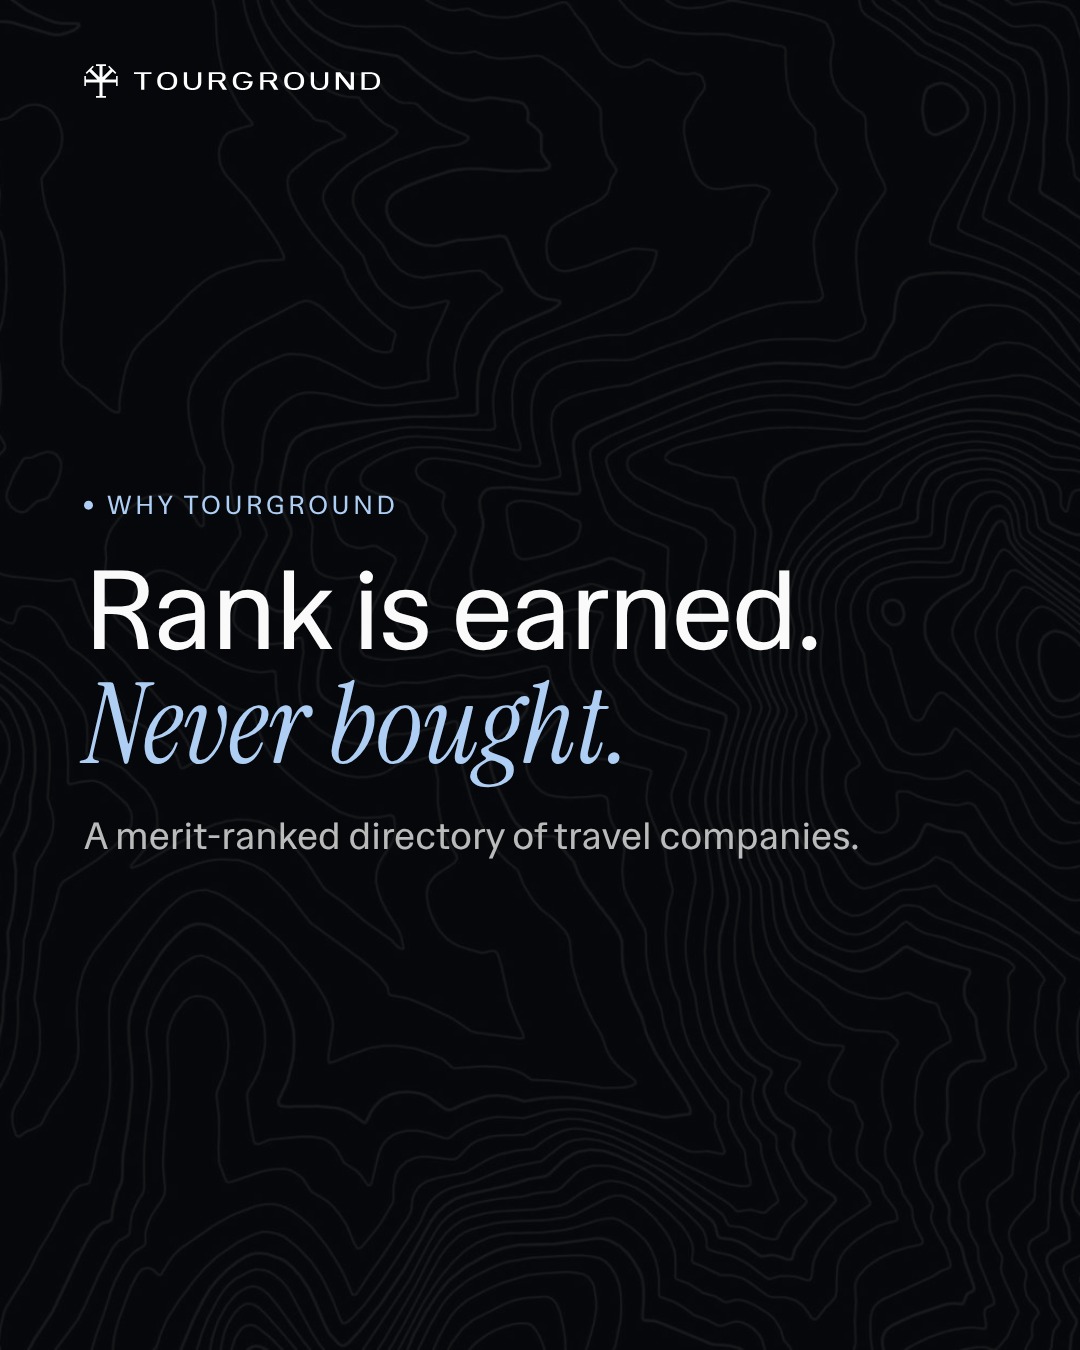 TOURGROUND
• WHY TOURGROUND
Rank is earned.
Never bought.
A merit-ranked directory of travel companies.